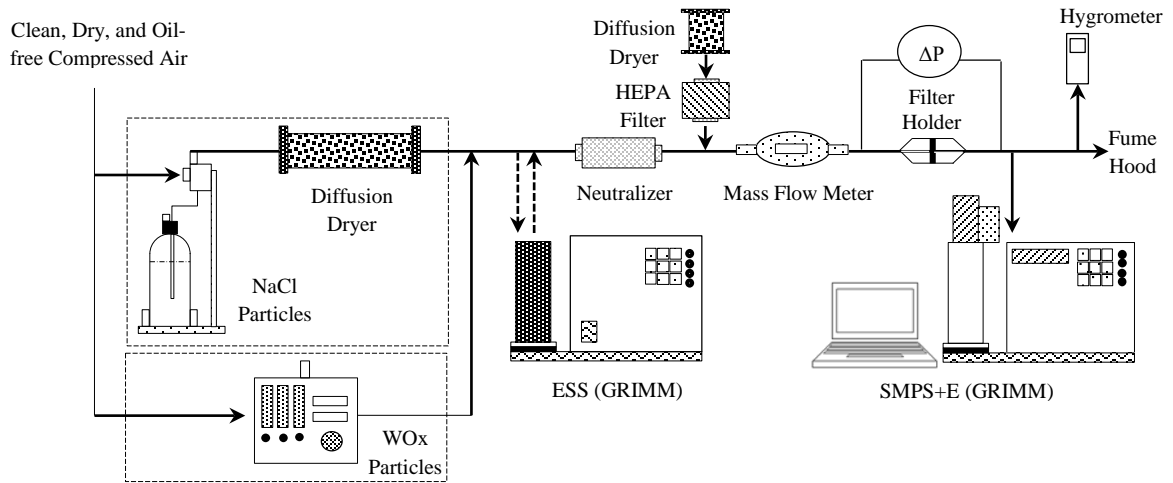 Clean, Dry, and Oil-
free Compressed Air
Diffusion
Dryer
NaCl
Particles
WOx
Particles
ESS (GRIMM)
Neutralizer
Diffusion
Dryer
HEPA
Filter
Mass Flow Meter
ΔP
Filter
Holder
Hygrometer
Fume
Hood
SMPS+E (GRIMM)